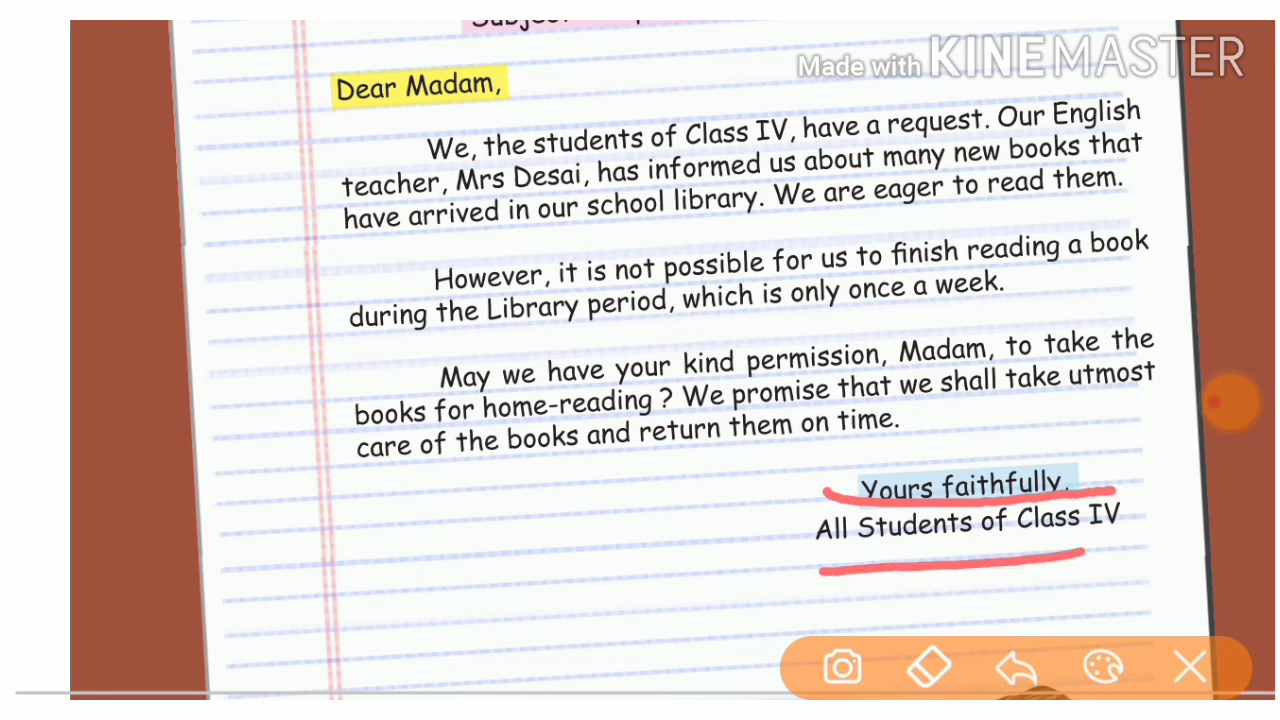 Made with KINEMASTER
Dear Madam,
We, the students of Class IV, have a request. Our English
teacher, Mrs Desai, has informed us about many new books that
have arrived in our school library. We are eager to read them.
However, it is not possible for us to finish reading a book
during the Library period, which is only once a week.
May we have your kind permission, Madam, to take the
books for home-reading ? We promise that we shall take utmost
care of the books and return them on time.
Yours faithfully,
All Students of Class IV